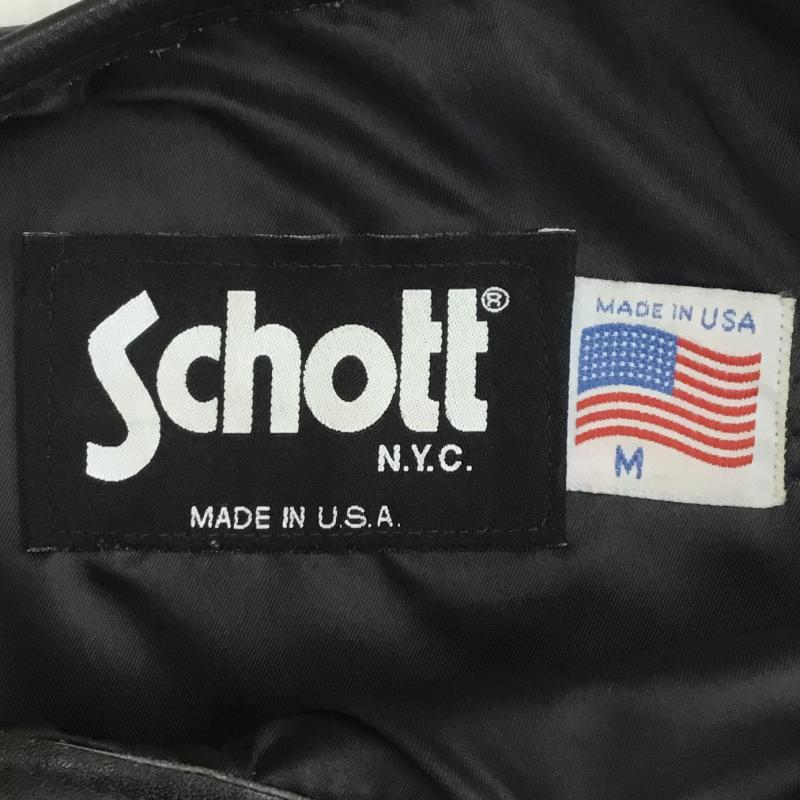 Schott®
N.Y.C.
MADE IN U.S.A.
MADE IN USA
M